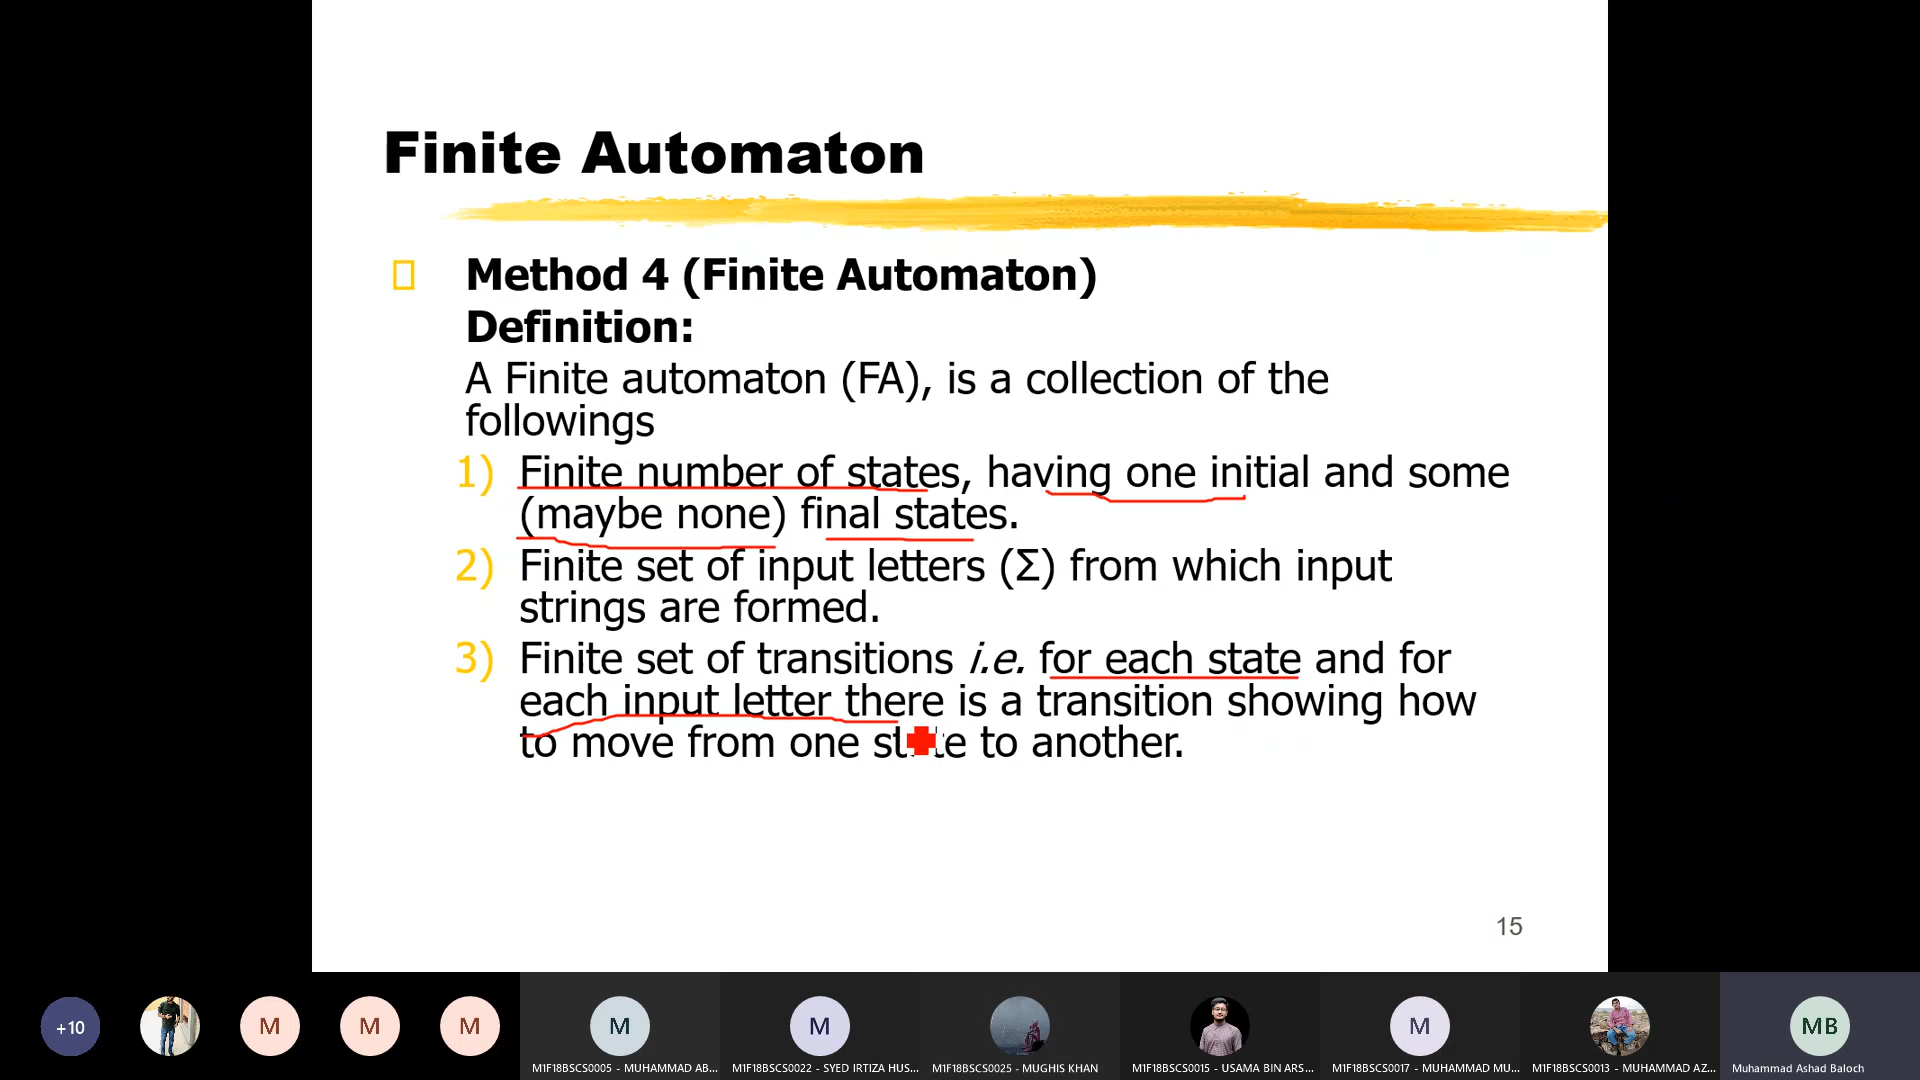 Finite Automaton
Method 4 (Finite Automaton)
Definition:
A Finite automaton (FA), is a collection of the
followings
1) Finite number of states, having one initial and some
(maybe none) final states.
2) Finite set of input letters (Σ) from which input
strings are formed.
3) Finite set of transitions i.e. for each state and for
each input letter there is a transition showing how
to move from one state to another.
15
+10
M
M
M
M
M
M
MB
M1F18BSCS0005 - MUHAMMAD AB...
M1F18BSCS0022 - SYED IRTIZA HUS...
M1F18BSCS0025 - MUGHIS KHAN
M1F18BSCS0015 - USAMA BIN ARS...
M1F18BSCS0017 - MUHAMMAD MU...
M1F18BSCS0013 - MUHAMMAD AZ...
Muhammad Ashad Baloch